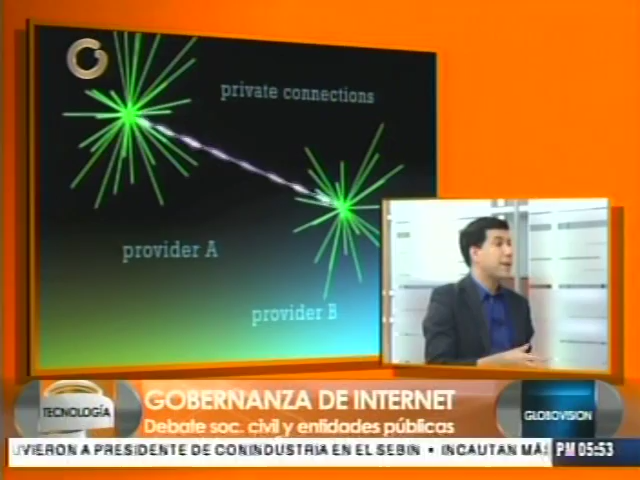 private connections
provider A
provider B
TECNOLOGÍA
GOBERNANZA DE INTERNET
Debate soc. civil y entidades públicas
GLOBOVISION
VIERON A PRESIDENTE DE CONINDUSTRIA EN EL SEBIN • INCAUTAN MÁS
PM 05:53